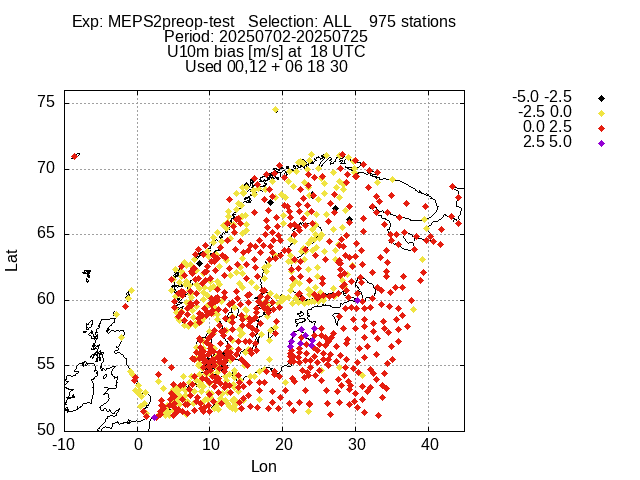 Exp: MEPS2preop-test   Selection: ALL    975 stations
Period: 20250702-20250725
U10m bias [m/s] at  18 UTC
Used 00,12 + 06 18 30
-5.0 -2.5
-2.5 0.0
0.0 2.5
2.5 5.0
75
70
65
60
55
50
Lat
-10 0 10 20 30 40
Lon